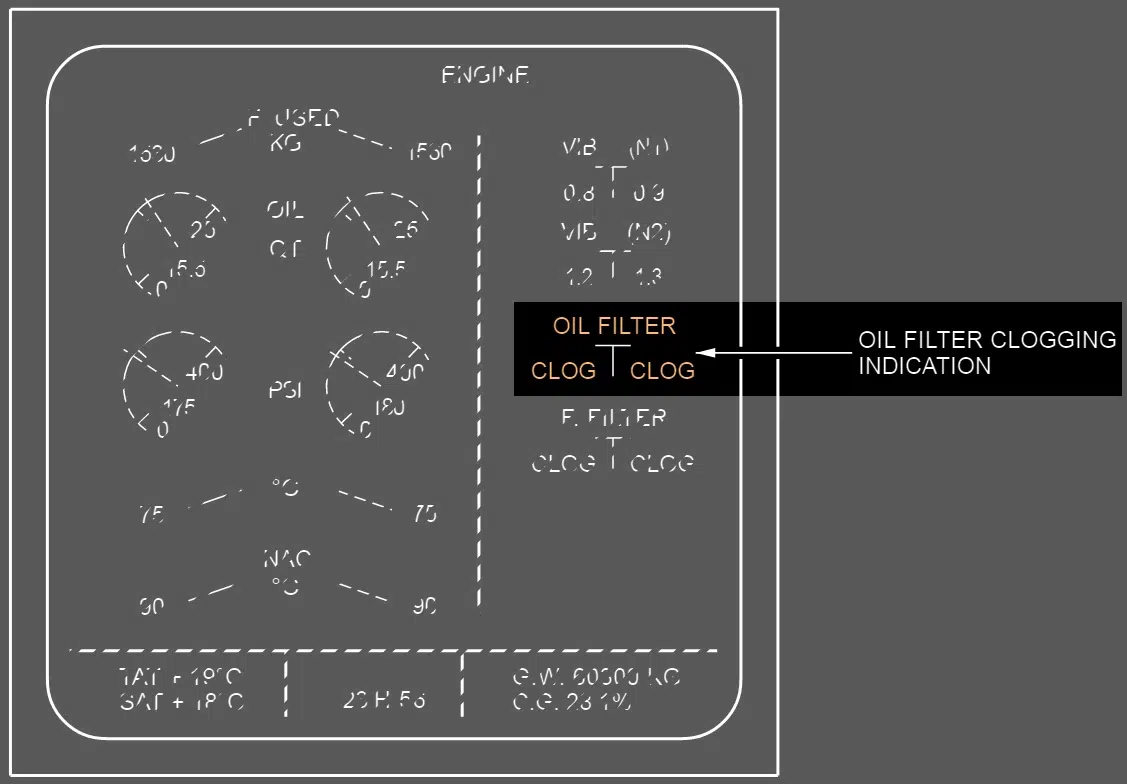 ENGINE
F. USED
KG
1530 1530
OIL
QT
25 25
15.5 15.5
0 0
PSI
400 400
175 180
0 0
°C
75 75
NAC
°C
90 90
VIB (N1)
0.8 0.9
VIB (N2)
1.2 1.3
OIL FILTER
CLOG CLOG
OIL FILTER CLOGGING
INDICATION
F. FILTER
CLOG CLOG
TAT + 19°C
SAT + 18°C
23 H 56
G.W. 60300 KG
C.G. 28.1%